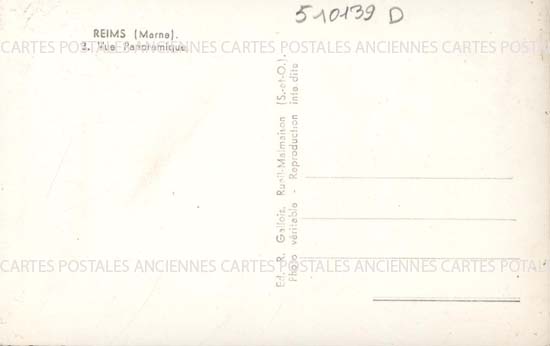 510139 D
REIMS (Marne).
2. Vue Panoramique
CARTES POSTALES ANCIENNES CARTES POSTALES ANCIENNES CARTES POSTALES
Ed. R. Gallois, Rueil-Malmaison (S.-et-O.).
Photo véritable - Reproduction interdite
CARTES POSTALES ANCIENNES CARTES POSTALES ANCIENNES CARTES POTALES